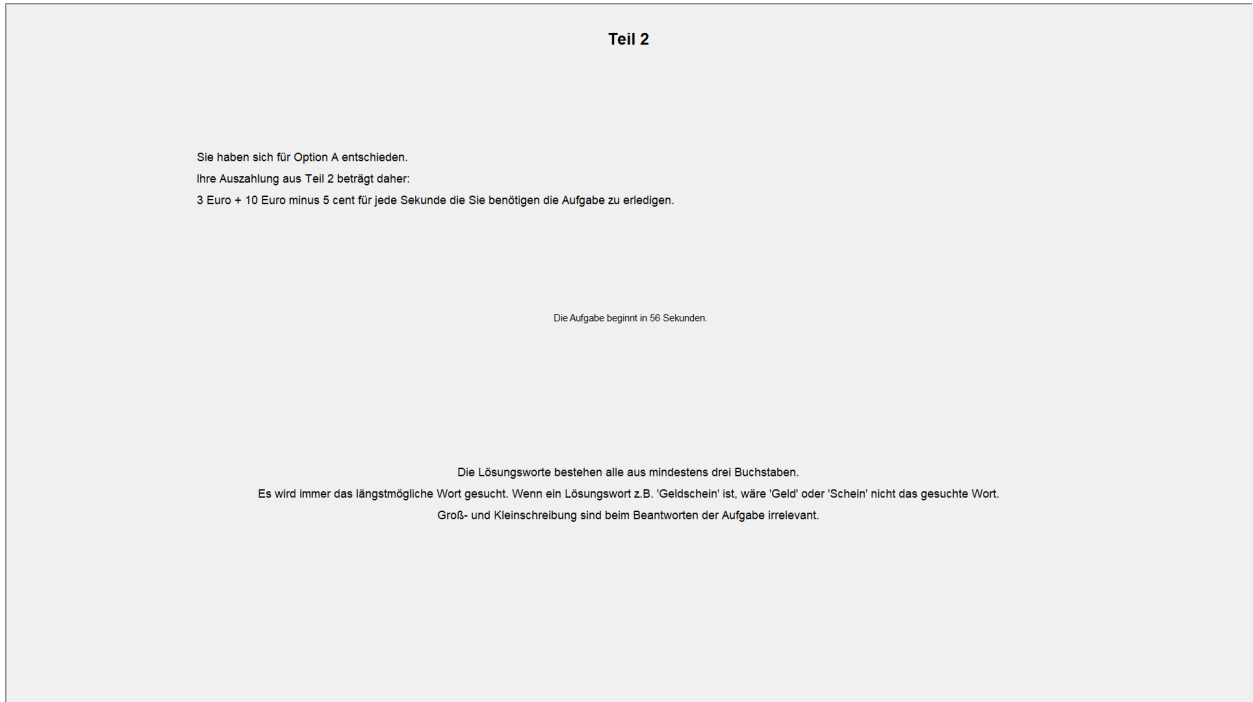 Teil 2
Sie haben sich für Option A entschieden.
Ihre Auszahlung aus Teil 2 beträgt daher:
3 Euro + 10 Euro minus 5 cent für jede Sekunde die Sie benötigen die Aufgabe zu erledigen.
Die Aufgabe beginnt in 56 Sekunden.
Die Lösungsworte bestehen alle aus mindestens drei Buchstaben.
Es wird immer das längstmögliche Wort gesucht. Wenn ein Lösungswort z.B. 'Geldschein' ist, wäre 'Geld' oder 'Schein' nicht das gesuchte Wort.
Groß- und Kleinschreibung sind beim Beantworten der Aufgabe irrelevant.